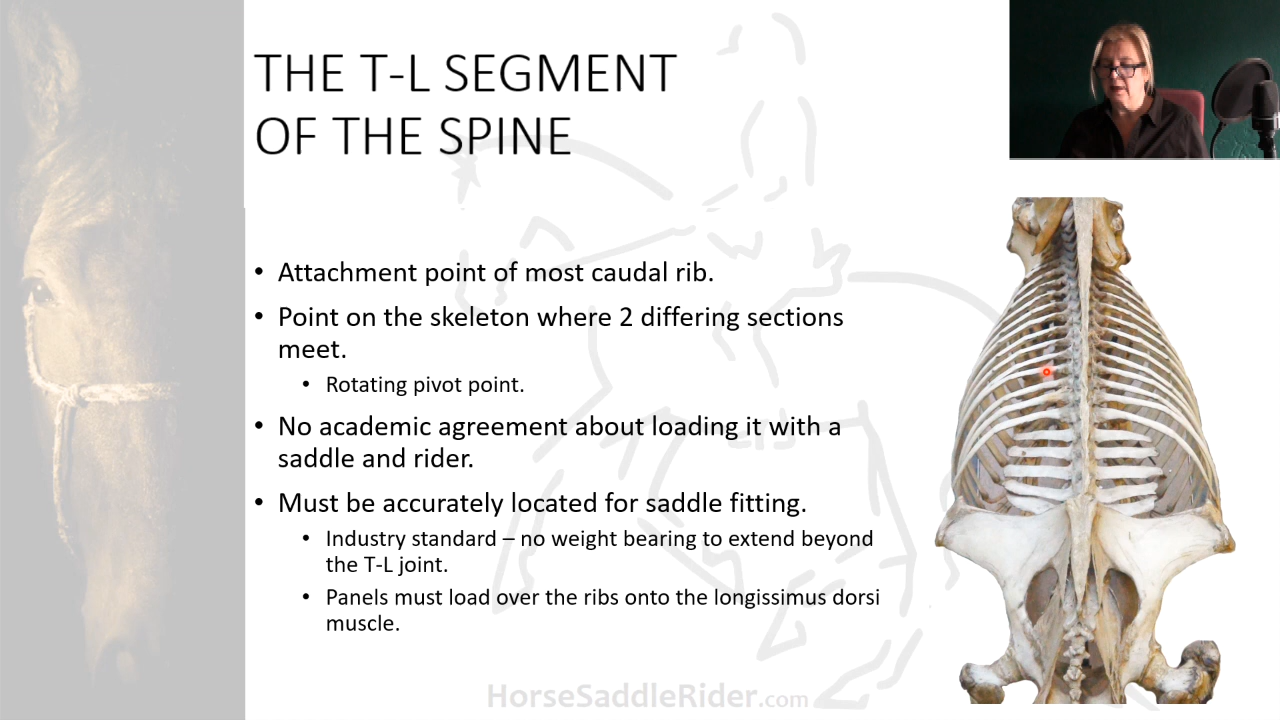 THE T-L SEGMENT
OF THE SPINE
• Attachment point of most caudal rib.
• Point on the skeleton where 2 differing sections
meet.
• Rotating pivot point.
• No academic agreement about loading it with a
saddle and rider.
• Must be accurately located for saddle fitting.
• Industry standard – no weight bearing to extend beyond
the T-L joint.
• Panels must load over the ribs onto the longissimus dorsi
muscle.
HorseSaddleRider.com